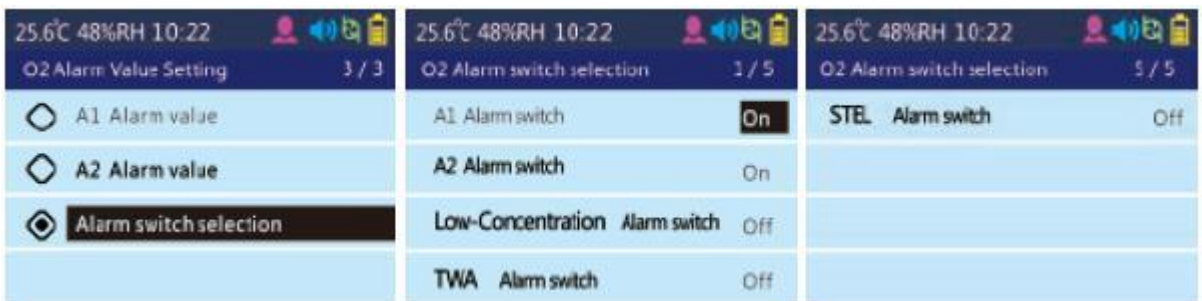 25.6℃ 48%RH 10:22
O2 Alarm Value Setting 3/3
A1 Alarm value
A2 Alarm value
Alarm switch selection
25.6℃ 48%RH 10:22
O2 Alarm switch selection 1/5
A1 Alarm switch On
A2 Alarm switch On
Low-Concentration Alarm switch Off
TWA Alarm switch Off
25.6℃ 48%RH 10:22
O2 Alarm switch selection 5/5
STEL Alarm switch Off